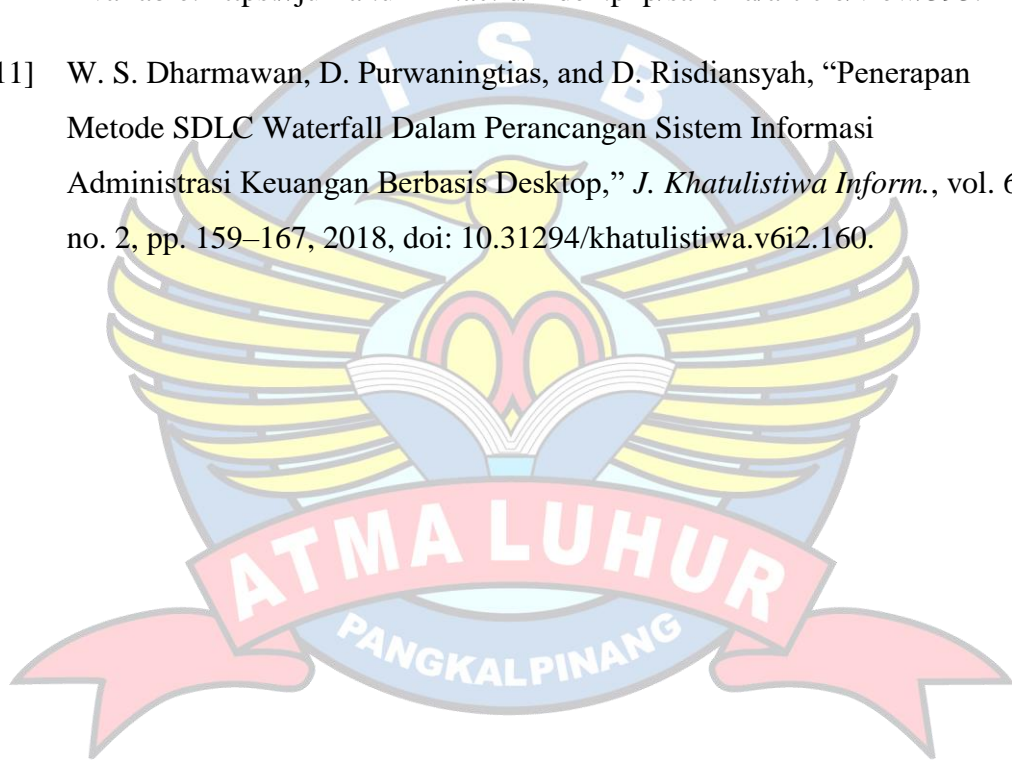 11] W. S. Dharmawan, D. Purwaningtias, and D. Risdiansyah, “Penerapan
Metode SDLC Waterfall Dalam Perancangan Sistem Informasi
Administrasi Keuangan Berbasis Desktop,” J. Khatulistiwa Inform., vol. 6
no. 2, pp. 159–167, 2018, doi: 10.31294/khatulistiwa.v6i2.160.
I S B
ATMA LUHUR
PANGKALPINANG